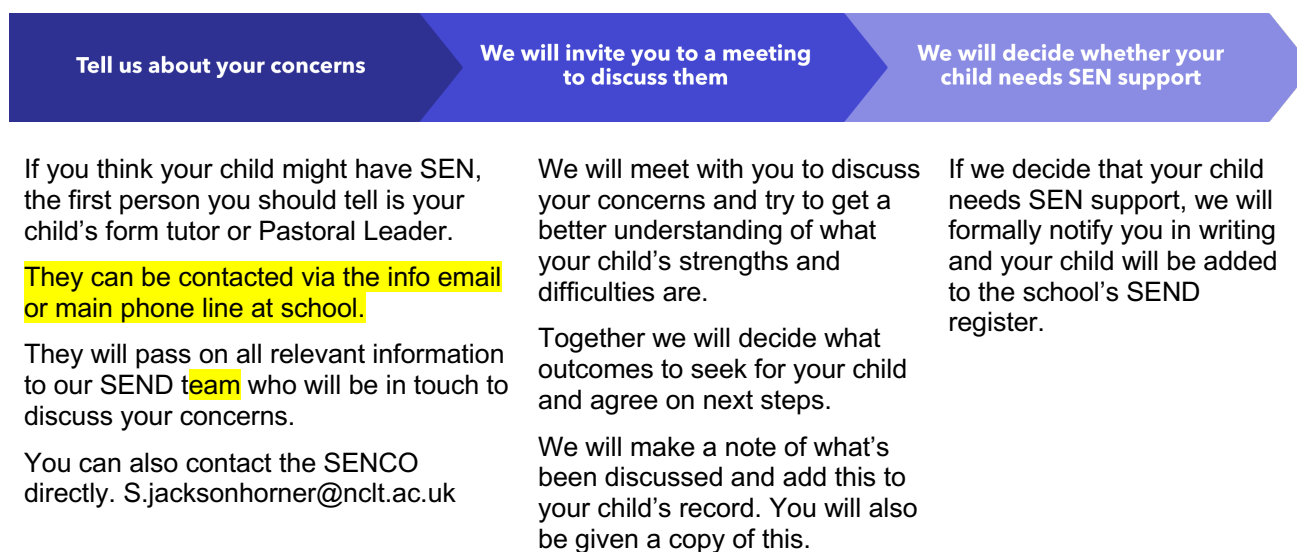 Tell us about your concerns
We will invite you to a meeting
to discuss them
We will decide whether your
child needs SEN support
If you think your child might have SEN,
the first person you should tell is your
child’s form tutor or Pastoral Leader.
They can be contacted via the info email
or main phone line at school.
They will pass on all relevant information
to our SEND team who will be in touch to
discuss your concerns.
You can also contact the SENCO
directly. S.jacksonhorner@nclt.ac.uk
We will meet with you to discuss
your concerns and try to get a
better understanding of what
your child’s strengths and
difficulties are.
Together we will decide what
outcomes to seek for your child
and agree on next steps.
We will make a note of what’s
been discussed and add this to
your child’s record. You will also
be given a copy of this.
If we decide that your child
needs SEN support, we will
formally notify you in writing
and your child will be added
to the school’s SEND
register.